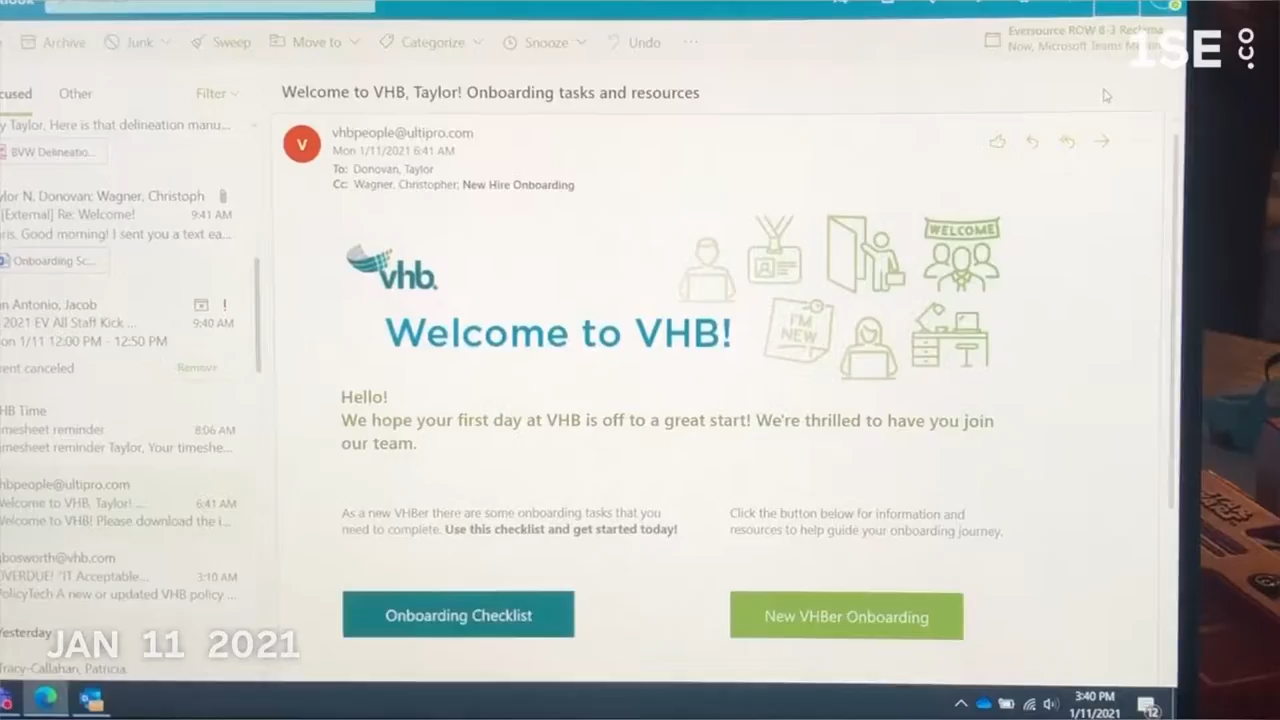 Archive
Junk
Sweep
Move to
Categorize
Snooze
Undo
Eversource ROW 8-3 Reclama
Now, Microsoft Teams
1SE
CO.
Other
Filter
Welcome to VHB, Taylor! Onboarding tasks and resources
Taylor, Here is that delineation manu...
BVW Delineatio...
N. Donovan; Wagner, Christoph
[External] Re: Welcome!
9:41 AM
Good morning! I sent you a text ea...
Onboarding Sc...
Antonio, Jacob
2021 EV All Staff Kick ...
9:40 AM
1/11 12:00 PM - 12:50 PM
canceled
Remove
Time
reminder
8:06 AM
reminder Taylor, Your timeshe...
hbpeople@ultipro.com
Welcome to VHB, Taylor! ...
6:41 AM
Welcome to VHB! Please download the i...
bosworth@vhb.com
OVERDUE! "IT Acceptable...
3:10 AM
PolicyTech A new or updated VHB policy ...
Yesterday
Tracy-Callahan, Patricia
V
vhbpeople@ultipro.com
Mon 1/11/2021 6:41 AM
To: Donovan, Taylor
Cc: Wagner, Christopher; New Hire Onboarding
vhb.
WELCOME
I'M
NEW
Welcome to VHB!
Hello!
We hope your first day at VHB is off to a great start! We're thrilled to have you join
our team.
As a new VHBer there are some onboarding tasks that you
need to complete. Use this checklist and get started today!
Click the button below for information and
resources to help guide your onboarding journey.
Onboarding Checklist
New VHBer Onboarding
JAN 11 2021
3:40 PM
1/11/2021
12